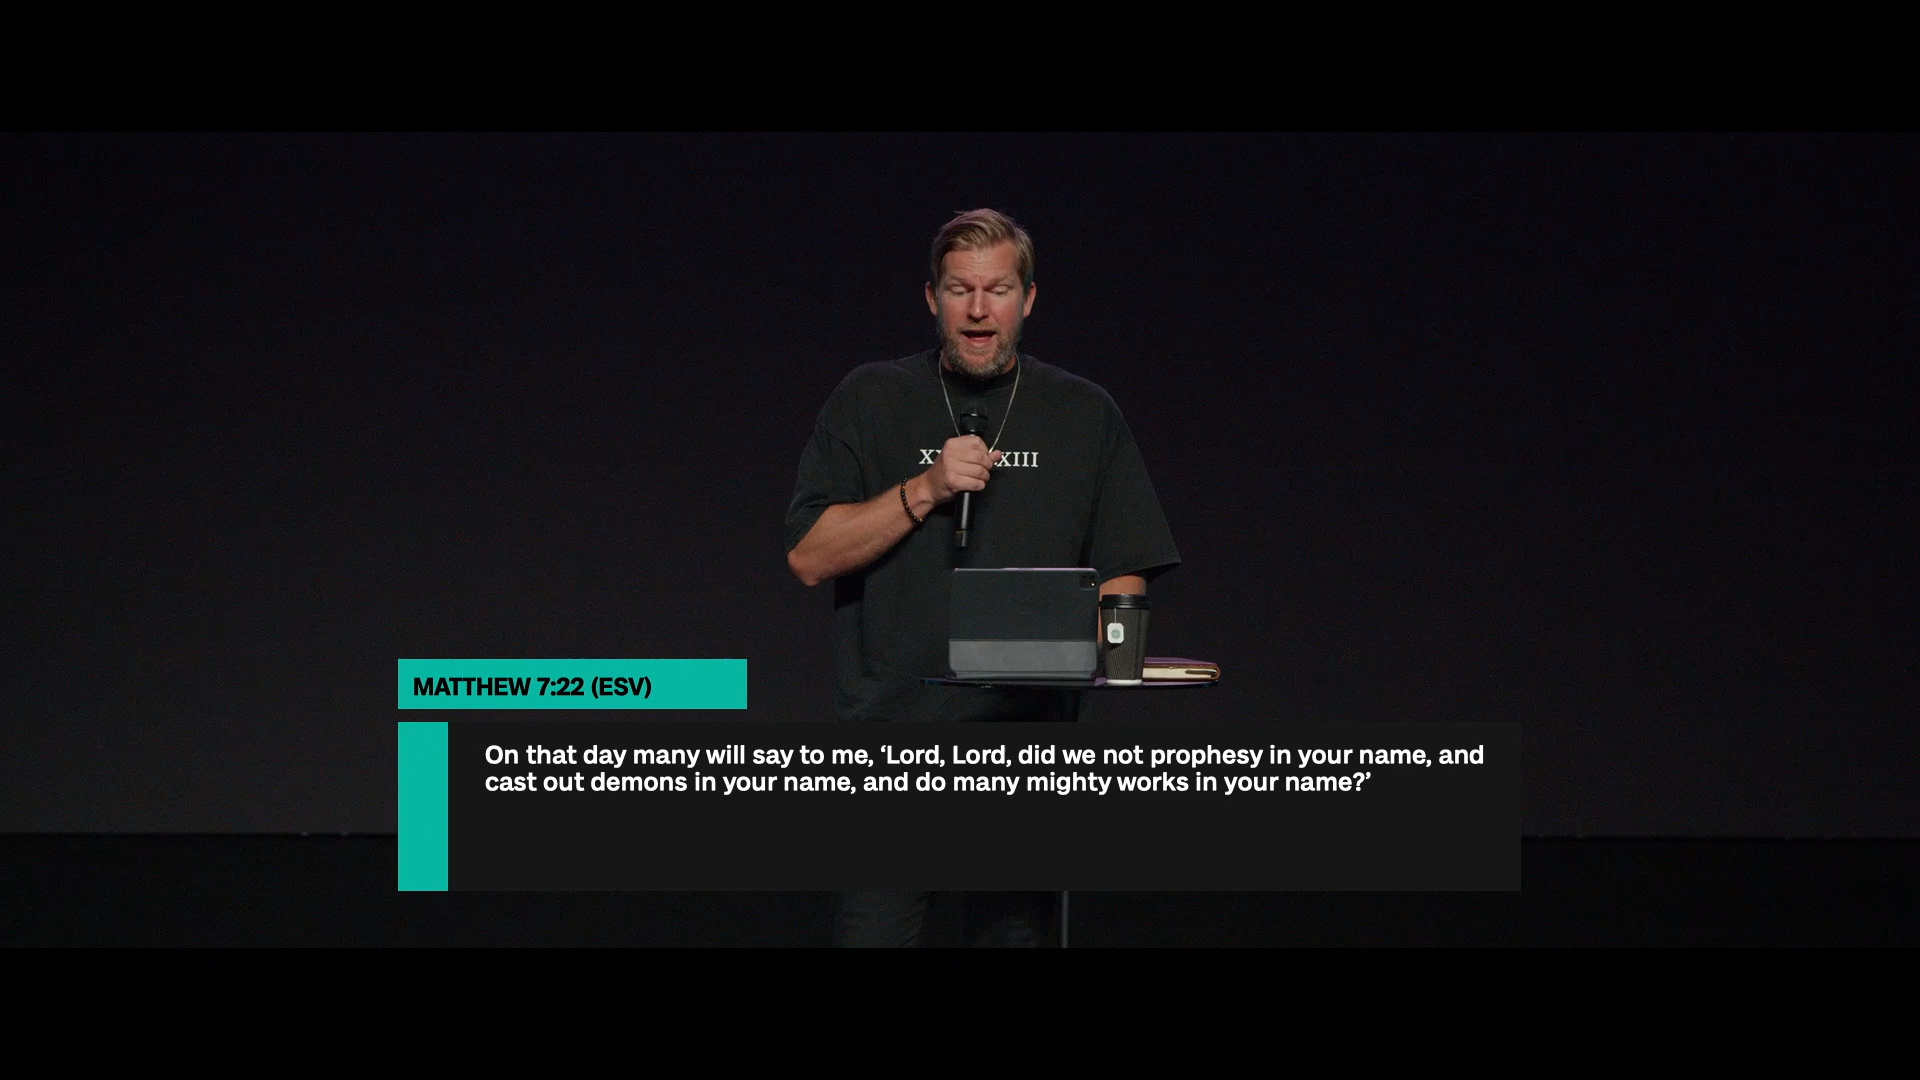 XIII
MATTHEW 7:22 (ESV)
On that day many will say to me, ‘Lord, Lord, did we not prophesy in your name, and
cast out demons in your name, and do many mighty works in your name?’